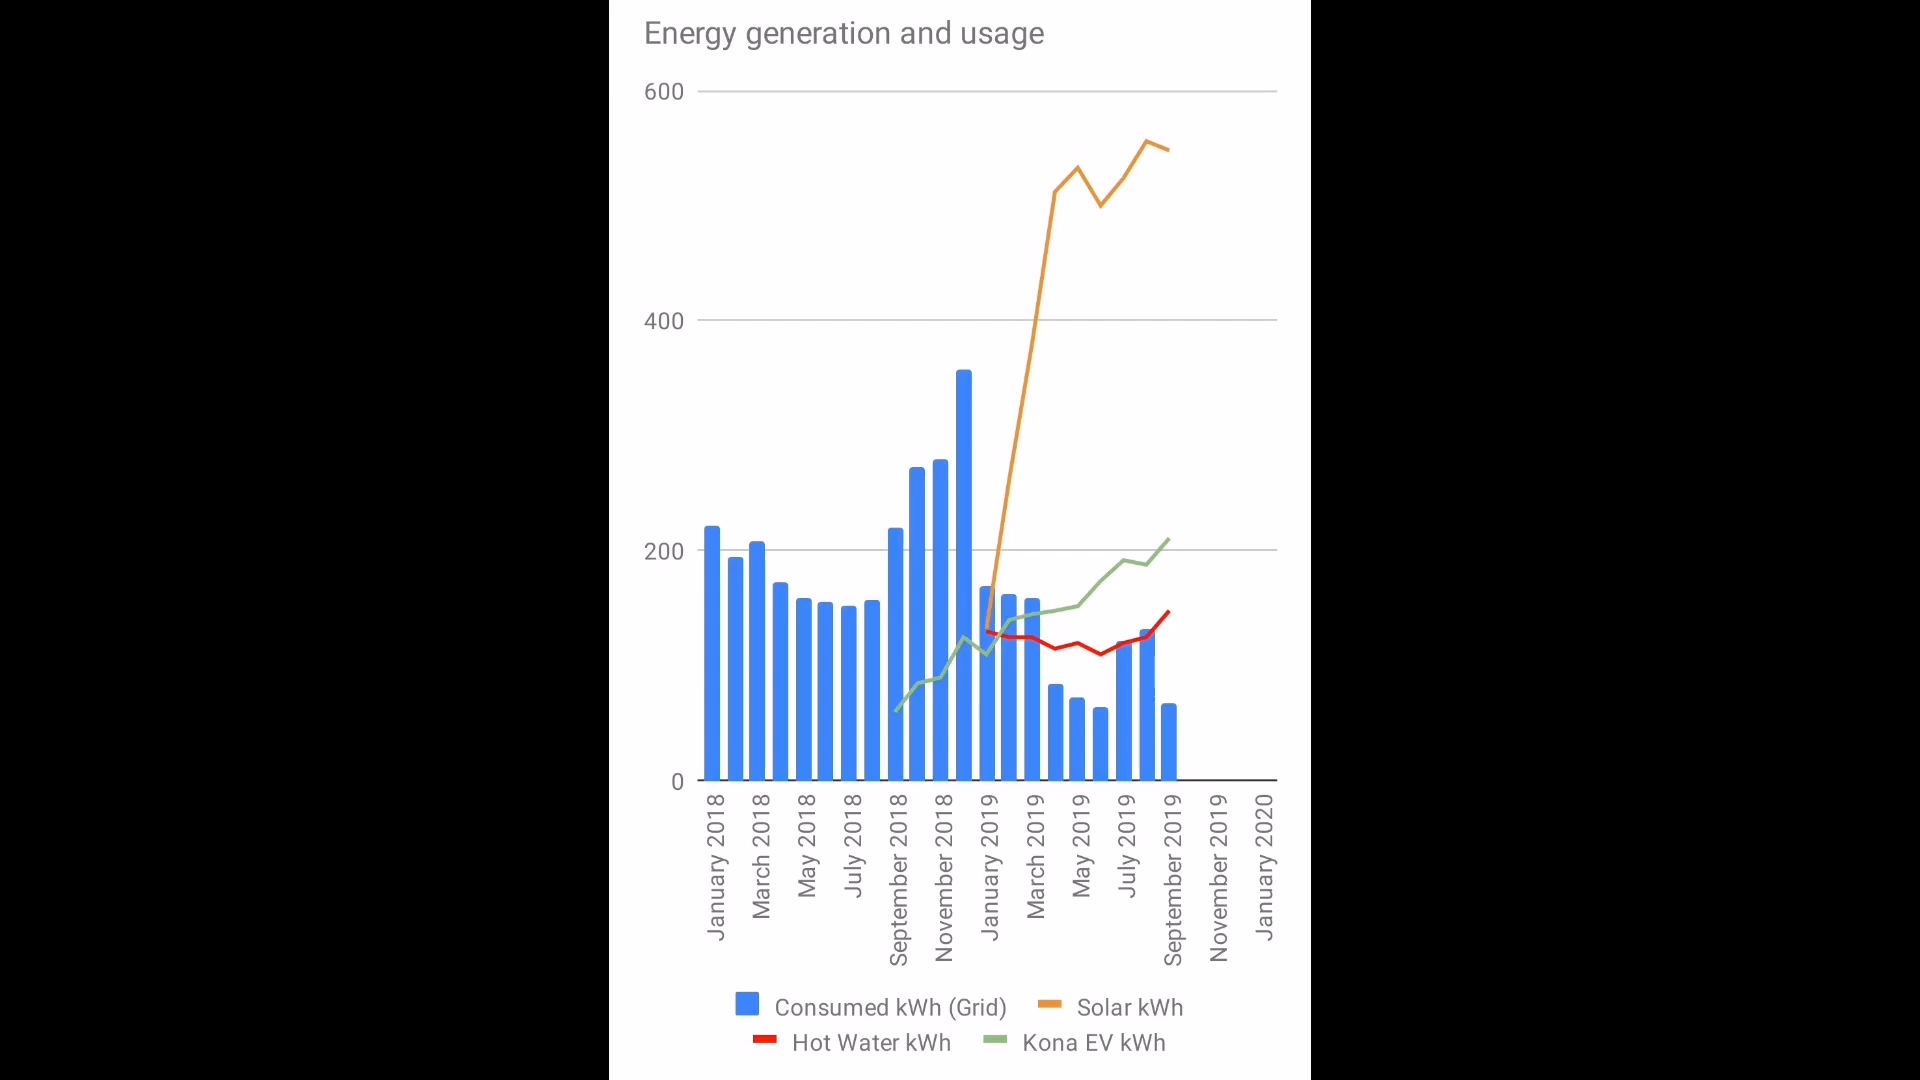 Energy generation and usage
600
400
200
0
January 2018
March 2018
May 2018
July 2018
September 2018
November 2018
January 2019
March 2019
May 2019
July 2019
September 2019
November 2019
January 2020
Consumed kWh (Grid) Solar kWh
Hot Water kWh Kona EV kWh